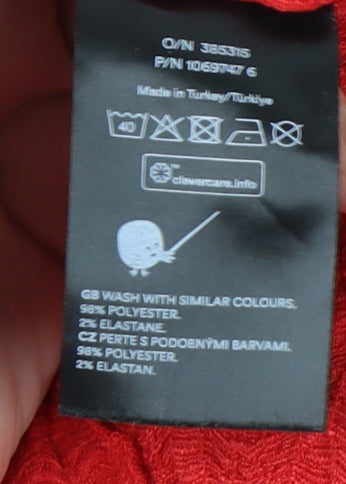 O/N 385315
P/N 1069747 6
Made in Turkey/Türkiye
40
clevercare.info
GB WASH WITH SIMILAR COLOURS.
98% POLYESTER.
2% ELASTANE.
CZ PERTE S PODOBNÝMI BARVAMI.
98% POLYESTER.
2% ELASTAN.